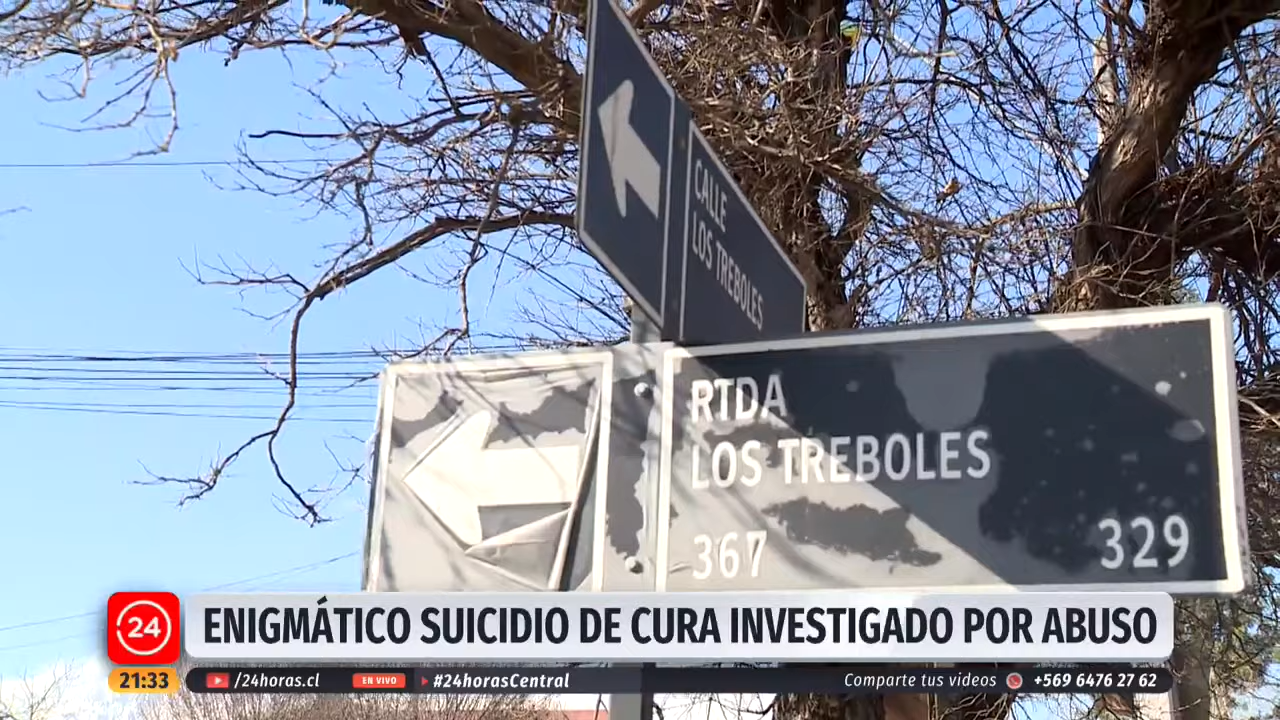 CALLE
LOS TREBOLES
RTDA
LOS TREBOLES
367 329
24 ENIGMÁTICO SUICIDIO DE CURA INVESTIGADO POR ABUSO
21:33 /24horas.cl EN VIVO #24horasCentral Comparte tus videos +569 6476 27 62